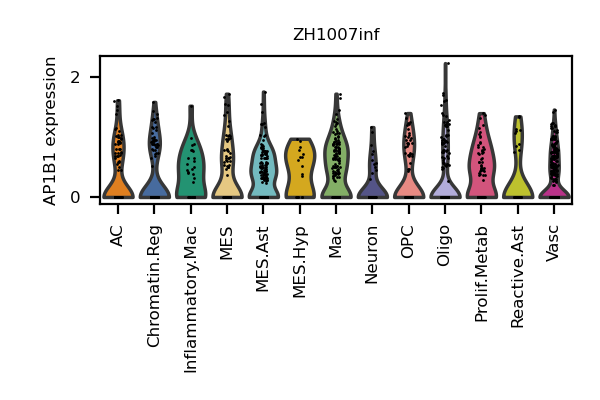 ZH1007inf
AP1B1 expression
2
0
AC
Chromatin.Reg
Inflammatory.Mac
MES
MES.Ast
MES.Hyp
Mac
Neuron
OPC
Oligo
Prolif.Metab
Reactive.Ast
Vasc